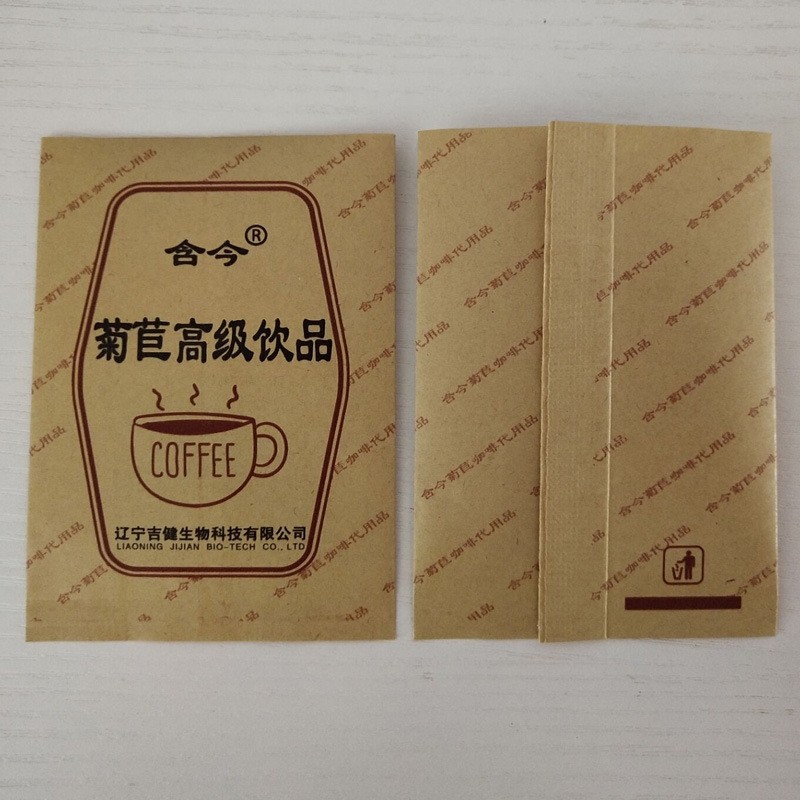 含今®
菊苣高级饮品
COFFEE
辽宁吉健生物科技有限公司
LIAONING JIJIAN BIO-TECH CO., LTD
含今菊苣咖啡代用品